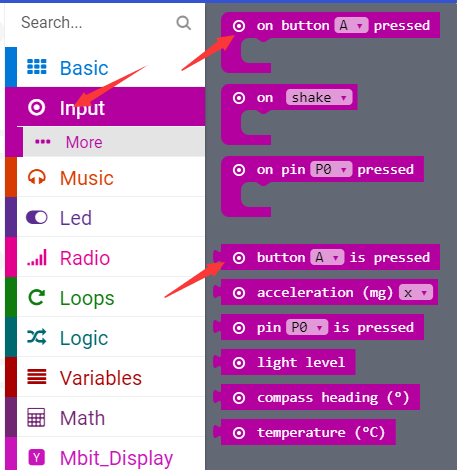 Search...
Basic
Input
More
Music
Led
Radio
Loops
Logic
Variables
Math
Y Mbit_Display
on button A pressed
on shake
on pin P0 pressed
button A is pressed
acceleration (mg) x
pin P0 is pressed
light level
compass heading (°)
temperature (°C)